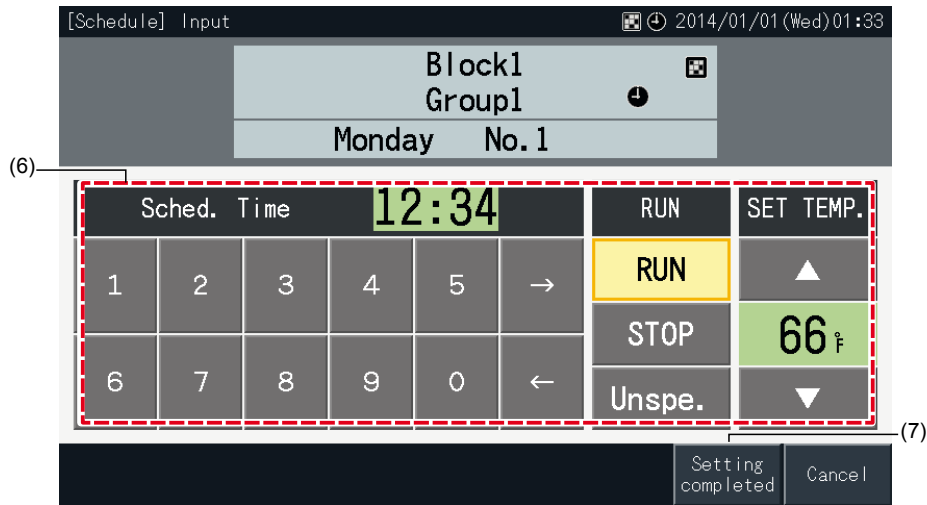 [Schedule] Input 2014/01/01(Wed)01:33
Block1
Group1
Monday No.1
(6)
Sched. Time 12:34 RUN SET TEMP.
1 2 3 4 5 → RUN ▲
STOP 66°F
6 7 8 9 0 ← Unspe. ▼
(7)
Setting
completed
Cancel